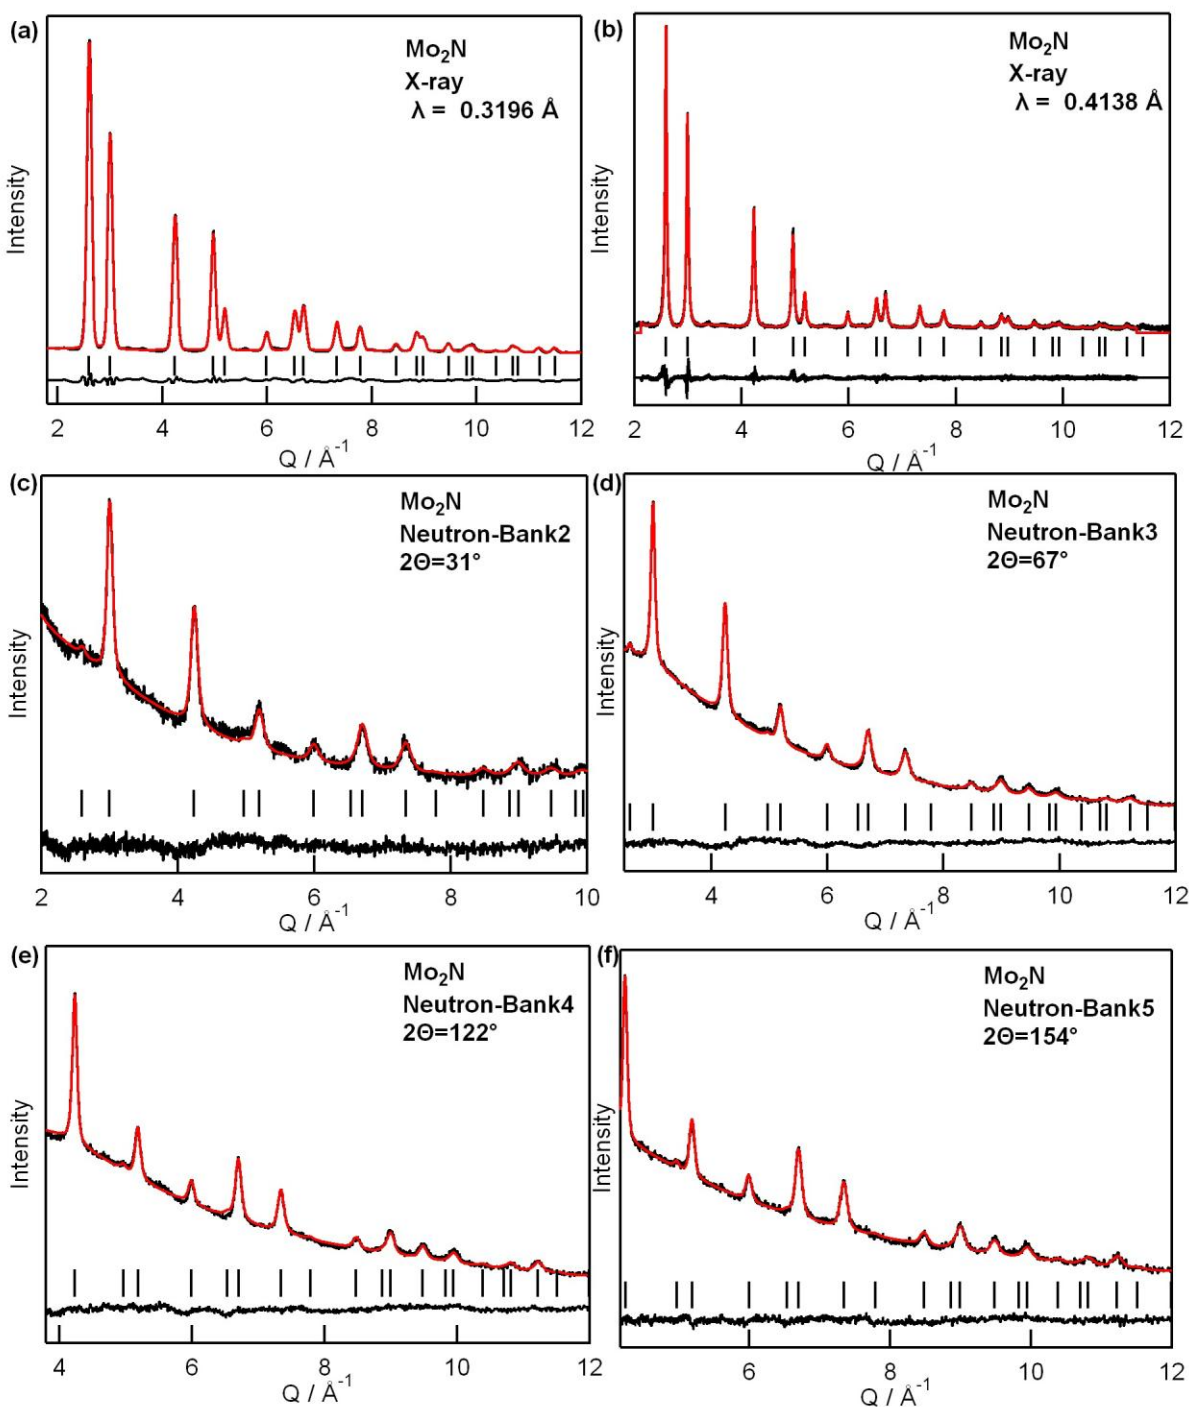 (a)
Mo₂N
X-ray
λ = 0.3196 Å
Intensity
2 4 6 8 10 12
Q / Å⁻¹
(b)
Mo₂N
X-ray
λ = 0.4138 Å
Intensity
2 4 6 8 10 12
Q / Å⁻¹
(c)
Mo₂N
Neutron-Bank2
2Θ=31°
Intensity
2 4 6 8 10
Q / Å⁻¹
(d)
Mo₂N
Neutron-Bank3
2Θ=67°
Intensity
4 6 8 10 12
Q / Å⁻¹
(e)
Mo₂N
Neutron-Bank4
2Θ=122°
Intensity
4 6 8 10 12
Q / Å⁻¹
(f)
Mo₂N
Neutron-Bank5
2Θ=154°
Intensity
6 8 10 12
Q / Å⁻¹